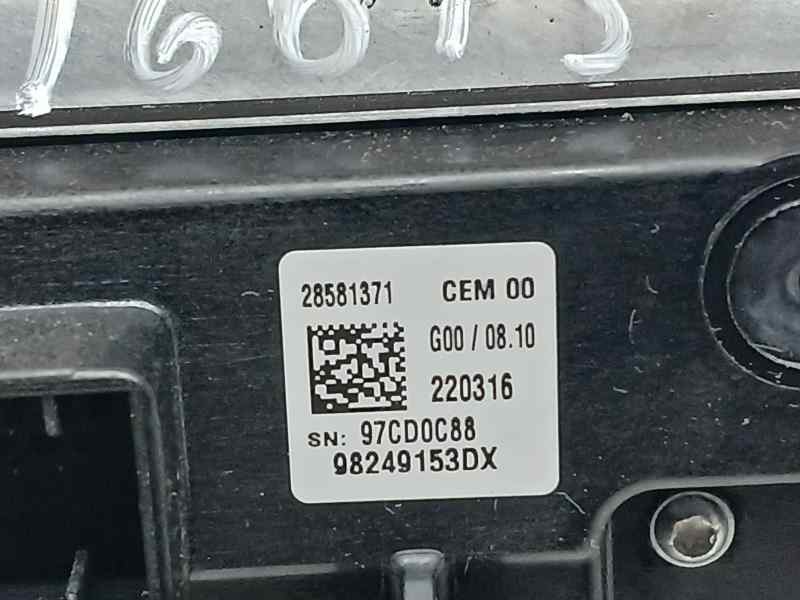 28581371 CEM 00
G00 / 08.10
220316
SN: 97CD0C88
98249153DX